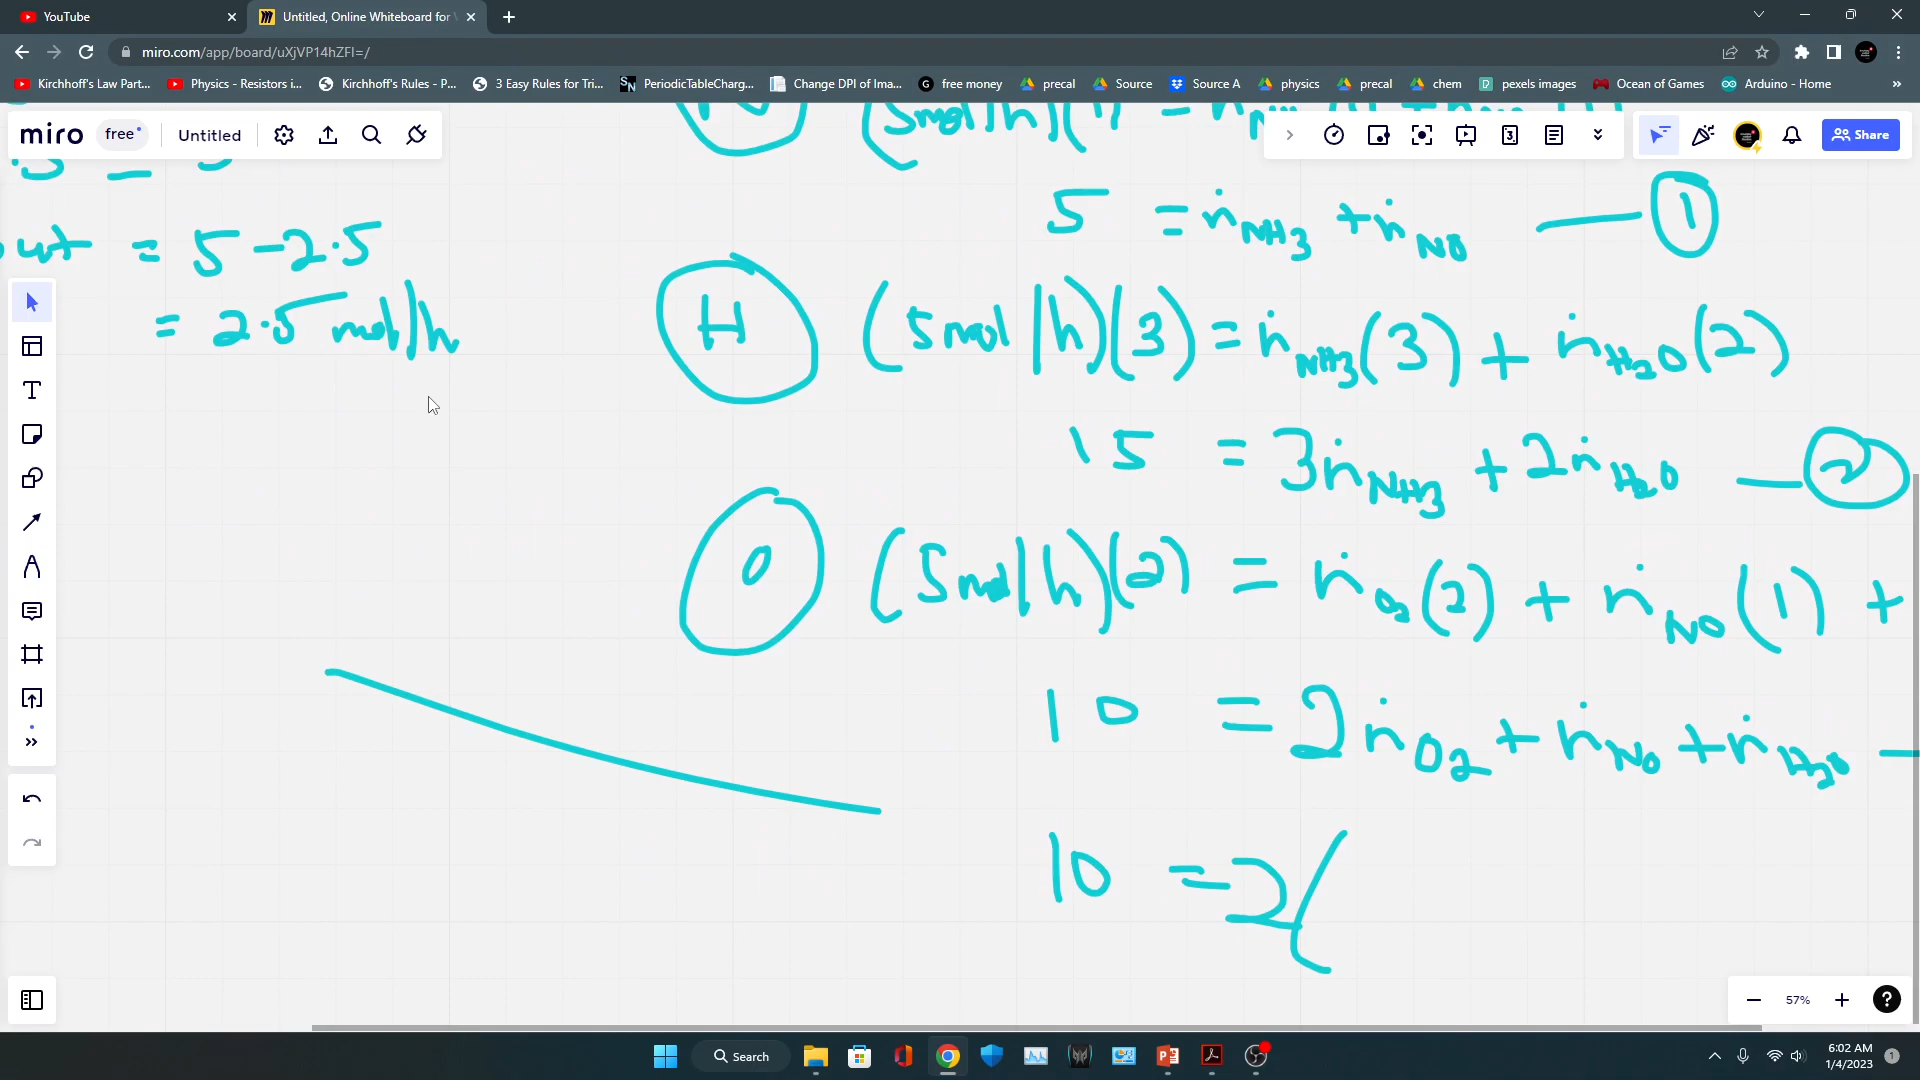 YouTube
Untitled, Online Whiteboard for
miro.com/app/board/uXjVP14hZFI=/
Kirchhoff's Law Part...
Physics - Resistors i...
Kirchhoff's Rules - P...
3 Easy Rules for Tri...
PeriodicTableCharg...
Change DPI of Ima...
free money
precal
Source
Source A
physics
precal
chem
pexels images
Ocean of Games
Arduino - Home
miro free Untitled
Share
(5mol/h)(1) =
5 = ṅNH3 + ṅNO — ①
out = 5 - 2.5
= 2.5 mol/h
H (5mol/h)(3) = ṅNH3(3) + ṅH2O(2)
15 = 3ṅNH3 + 2ṅH2O — ②
O (5mol/h)(2) = ṅO2(2) + ṅNO(1) +
10 = 2ṅO2 + ṅNO + ṅH2O —
10 = 2(
57%
Search
6:02 AM
1/4/2023